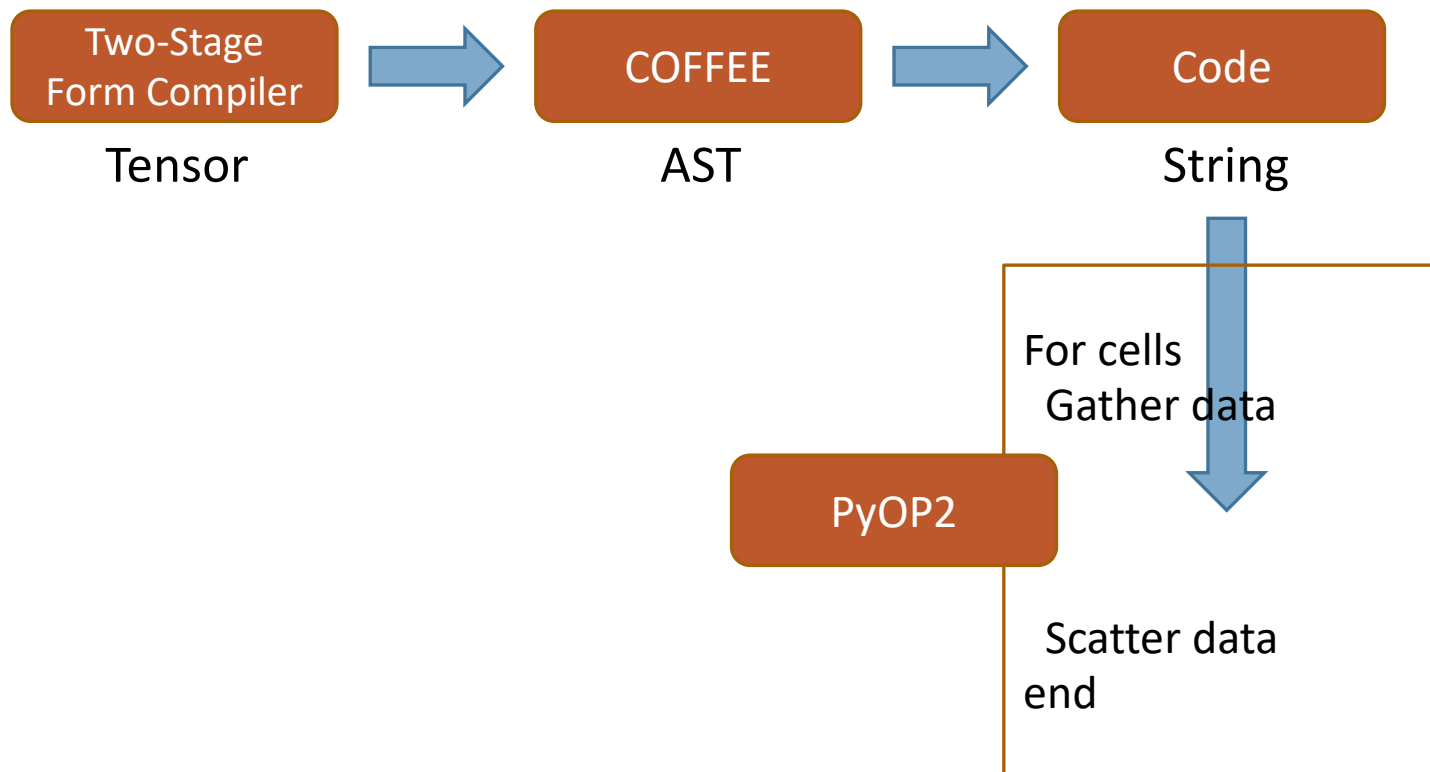 Two-Stage
Form Compiler
COFFEE
Code
Tensor
AST
String
For cells
Gather data
PyOP2
Scatter data
end